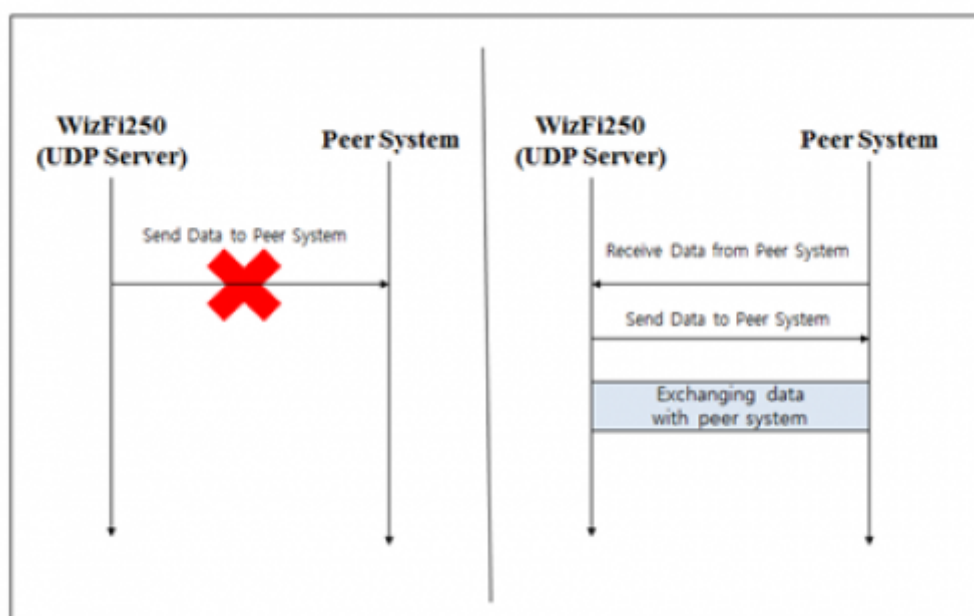 WizFi250
(UDP Server)
Peer System
Send Data to Peer System
WizFi250
(UDP Server)
Peer System
Receive Data from Peer System
Send Data to Peer System
Exchanging data
with peer system